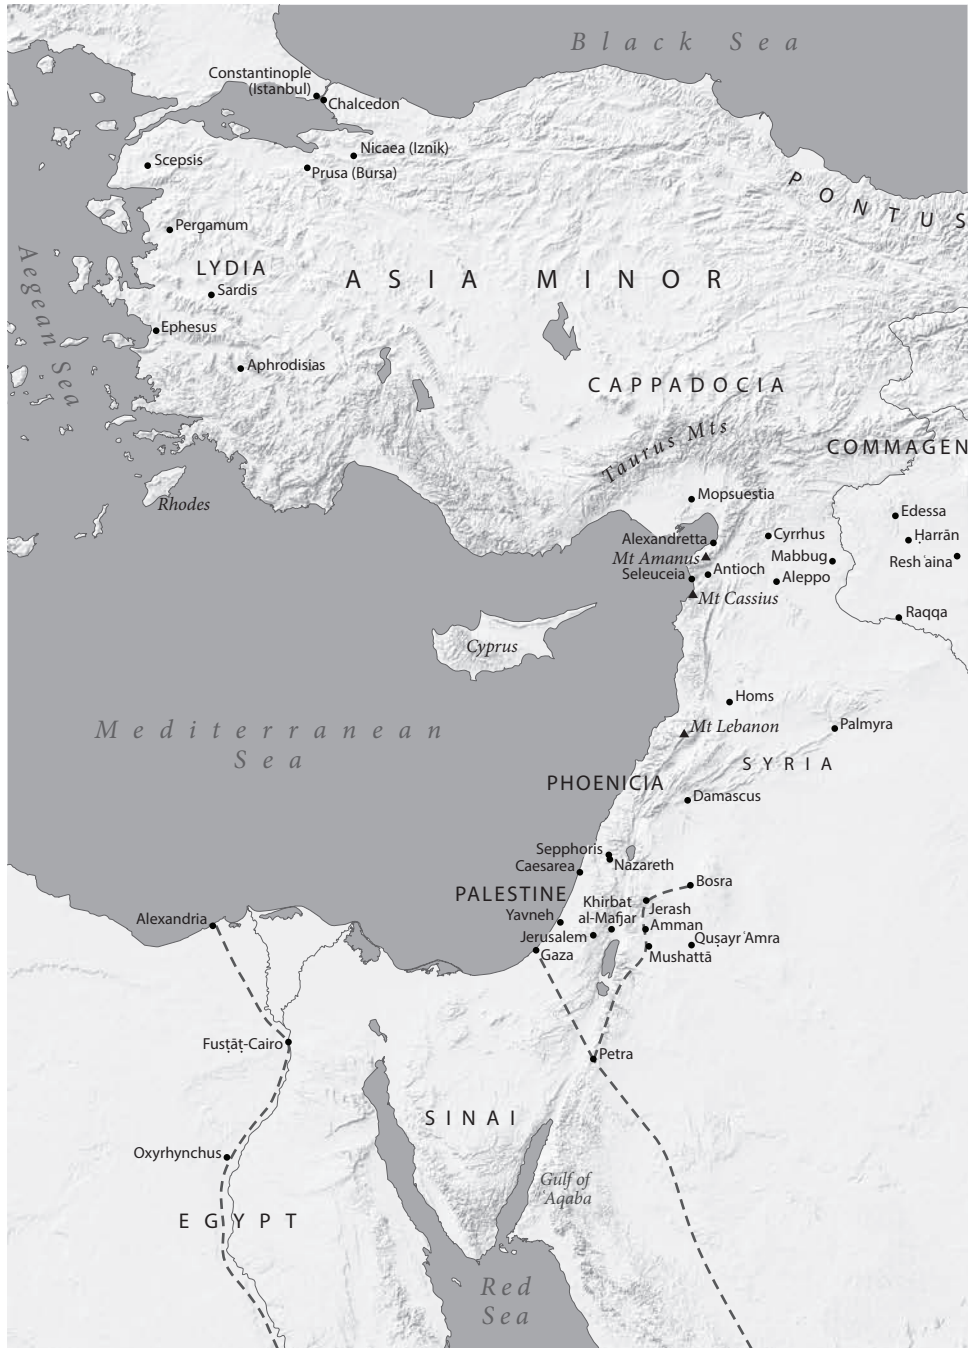 Black Sea
Constantinople
(Istanbul)
Chalcedon
Nicaea (Iznik)
Scepsis
Prusa (Bursa)
PONTUS
Pergamum
LYDIA
ASIA MINOR
Sardis
Aegean Sea
Ephesus
Aphrodisias
CAPPADOCIA
Taurus Mts
COMMAGEN
Rhodes
Mopsuestia
Edessa
Alexandretta
Cyrrhus
Ḥarrān
Mt Amanus
Mabbug
Resh ʿaina
Seleuceia
Antioch
Aleppo
Mt Cassius
Raqqa
Cyprus
Homs
Mediterranean
Sea
Mt Lebanon
Palmyra
SYRIA
PHOENICIA
Damascus
Sepphoris
Caesarea
Nazareth
PALESTINE
Bosra
Khirbat
al-Mafjar
Jerash
Alexandria
Yavneh
Amman
Jerusalem
Quṣayr ʿAmra
Gaza
Mushattā
Fusṭāṭ-Cairo
Petra
SINAI
Oxyrhynchus
Gulf of
ʿAqaba
EGYPT
Red
Sea